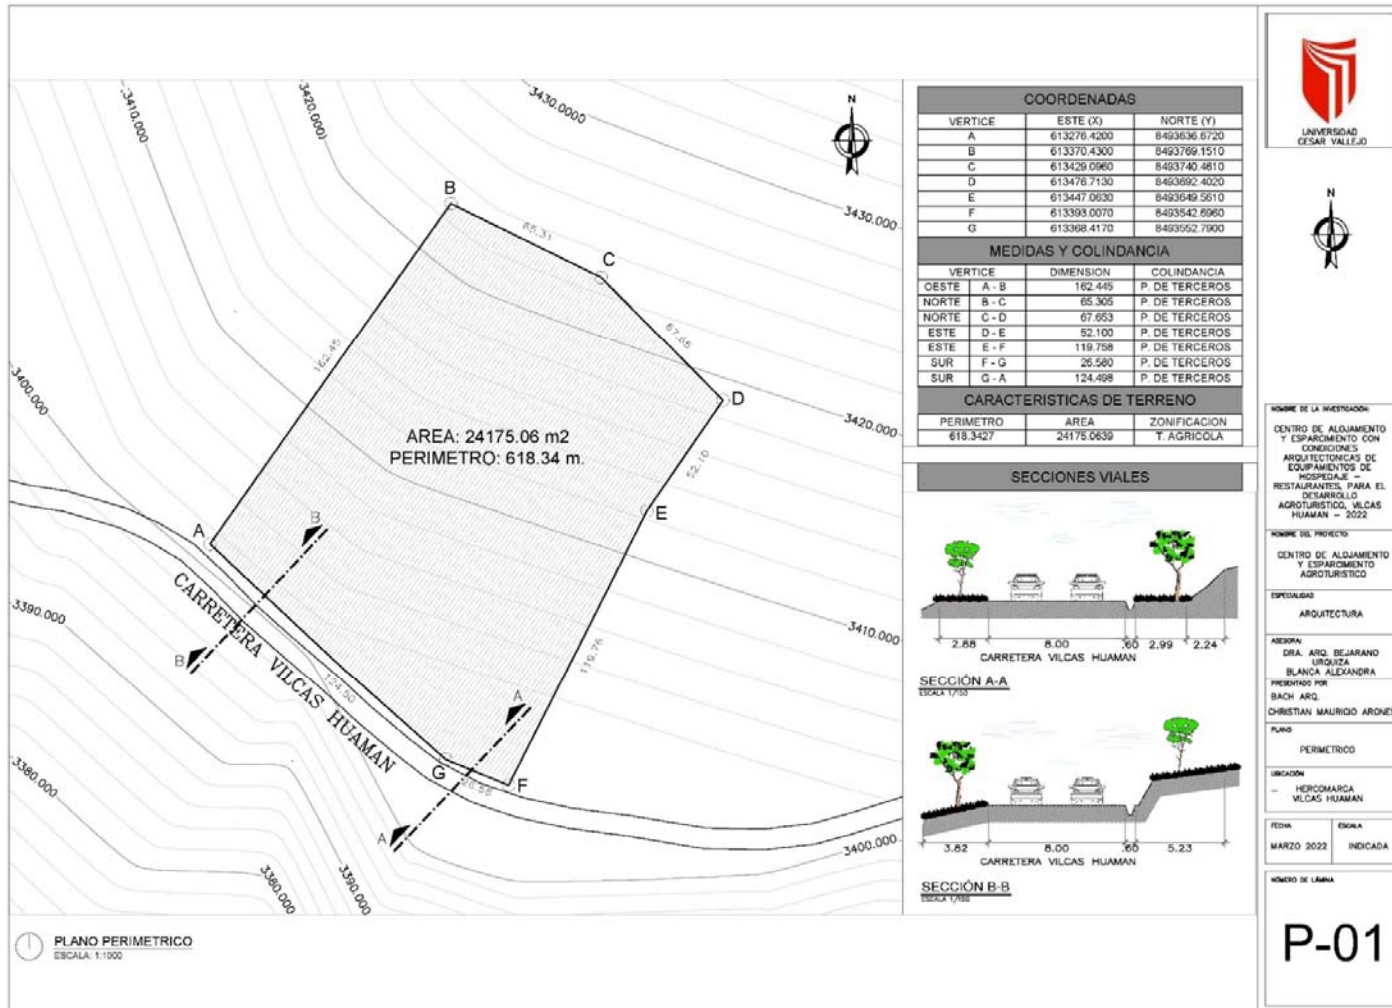 3410.000
3420.000
3430.0000
3430.000
3420.000
3410.000
3400.000
3400.000
3390.000
3380.000
3380.000
3390.000
N
B
65.31
C
67.65
D
52.10
E
162.45
AREA: 24175.06 m2
PERIMETRO: 618.34 m.
A
B
B
119.76
CARRETERA VILCAS HUAMAN
124.50
A
A
G
26.58
F
PLANO PERIMETRICO
ESCALA: 1:1000
COORDENADAS
VERTICE ESTE (X) NORTE (Y)
A 613276.4200 8493636.6720
B 613370.4300 8493769.1510
C 613429.0960 8493740.4610
D 613476.7130 8493692.4020
E 613447.0630 8493649.5610
F 613393.0070 8493542.6960
G 613368.4170 8493552.7900
MEDIDAS Y COLINDANCIA
VERTICE DIMENSION COLINDANCIA
OESTE A - B 162.445 P. DE TERCEROS
NORTE B - C 65.305 P. DE TERCEROS
NORTE C - D 67.653 P. DE TERCEROS
ESTE D - E 52.100 P. DE TERCEROS
ESTE E - F 119.758 P. DE TERCEROS
SUR F - G 26.580 P. DE TERCEROS
SUR G - A 124.498 P. DE TERCEROS
CARACTERISTICAS DE TERRENO
PERIMETRO AREA ZONIFICACION
618.3427 24175.0639 T. AGRICOLA
SECCIONES VIALES
2.88 8.00 .60 2.99 2.24
CARRETERA VILCAS HUAMAN
SECCIÓN A-A
ESCALA 1/150
3.82 8.00 .60 5.23
CARRETERA VILCAS HUAMAN
SECCIÓN B-B
ESCALA 1/150
UNIVERSIDAD
CESAR VALLEJO
N
NOMBRE DE LA INVESTIGACIÓN:
CENTRO DE ALOJAMIENTO
Y ESPARCIMIENTO CON
CONDICIONES
ARQUITECTONICAS DE
EQUIPAMIENTOS DE
HOSPEDAJE –
RESTAURANTES, PARA EL
DESARROLLO
AGROTURISTICO, VILCAS
HUAMAN – 2022
NOMBRE DEL PROYECTO:
CENTRO DE ALOJAMIENTO
Y ESPARCIMIENTO
AGROTURISTICO
ESPECIALIDAD
ARQUITECTURA
ASESORA:
DRA. ARQ. BEJARANO
URQUIZA
BLANCA ALEXANDRA
PRESENTADO POR
BACH ARQ.
CHRISTIAN MAURICIO ARONES
PLANO
PERIMETRICO
UBICACIÓN
– HERCOMARCA
VILCAS HUAMAN
FECHA ESCALA
MARZO 2022 INDICADA
NÚMERO DE LÁMINA
P-01